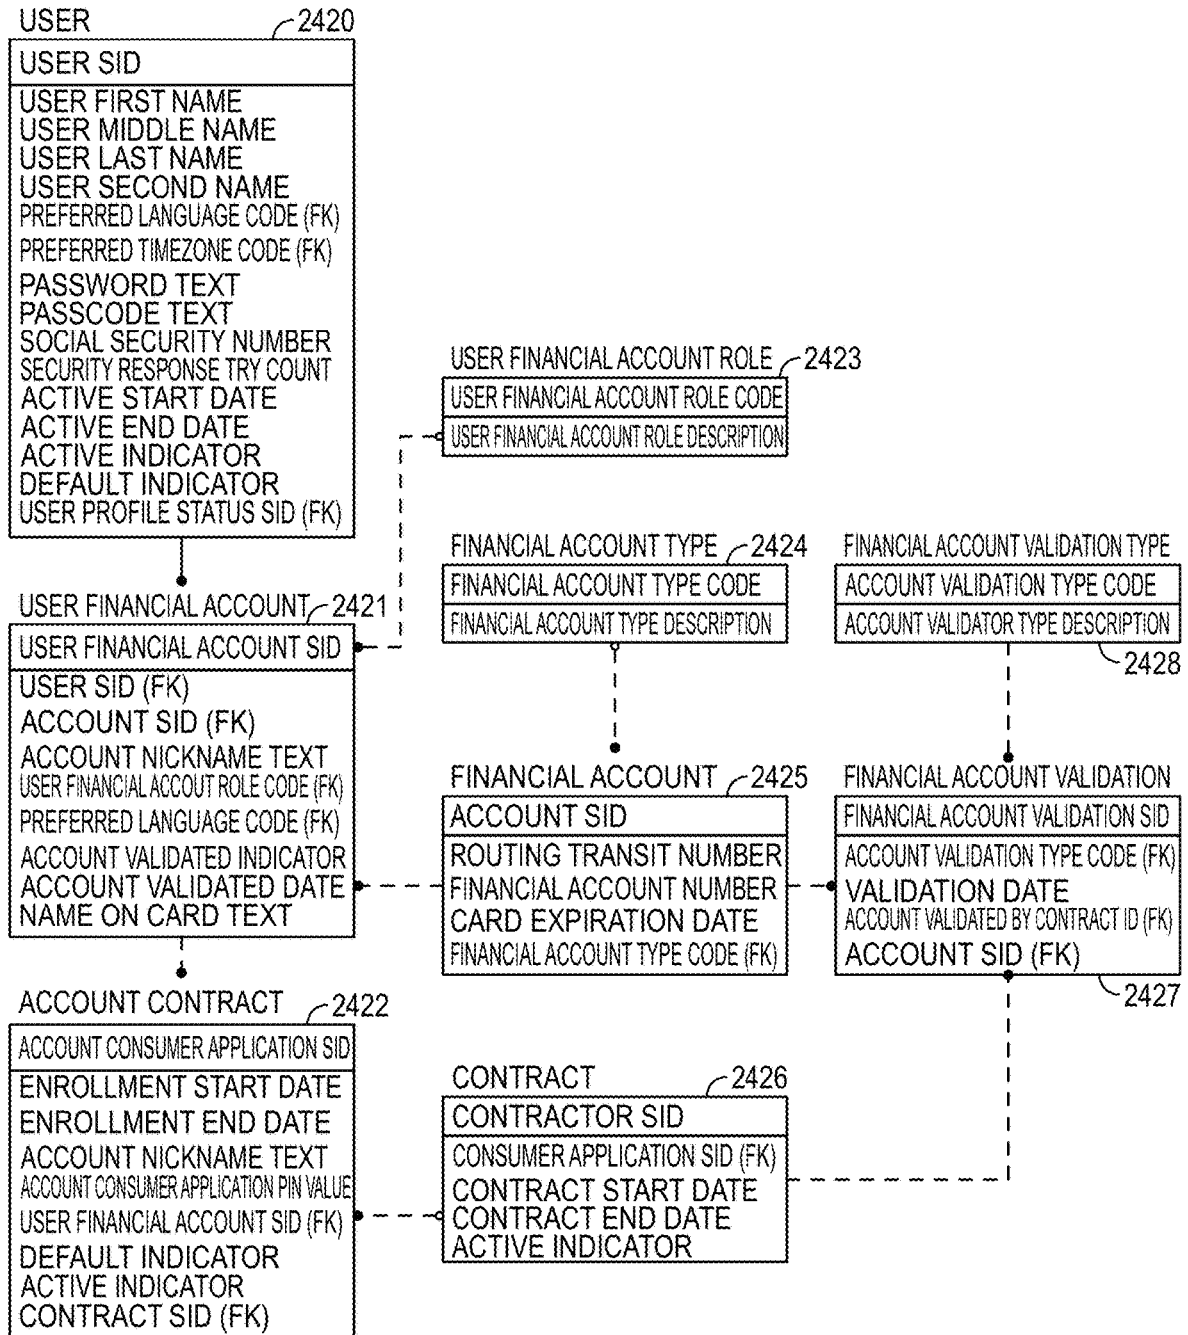 USER
2420
USER SID
USER FIRST NAME
USER MIDDLE NAME
USER LAST NAME
USER SECOND NAME
PREFERRED LANGUAGE CODE (FK)
PREFERRED TIMEZONE CODE (FK)
PASSWORD TEXT
PASSCODE TEXT
SOCIAL SECURITY NUMBER
SECURITY RESPONSE TRY COUNT
ACTIVE START DATE
ACTIVE END DATE
ACTIVE INDICATOR
DEFAULT INDICATOR
USER PROFILE STATUS SID (FK)
USER FINANCIAL ACCOUNT
2421
USER FINANCIAL ACCOUNT SID
USER SID (FK)
ACCOUNT SID (FK)
ACCOUNT NICKNAME TEXT
USER FINANCIAL ACCOUT ROLE CODE (FK)
PREFERRED LANGUAGE CODE (FK)
ACCOUNT VALIDATED INDICATOR
ACCOUNT VALIDATED DATE
NAME ON CARD TEXT
ACCOUNT CONTRACT
2422
ACCOUNT CONSUMER APPLICATION SID
ENROLLMENT START DATE
ENROLLMENT END DATE
ACCOUNT NICKNAME TEXT
ACCOUNT CONSUMER APPLICATION PIN VALUE
USER FINANCIAL ACCOUNT SID (FK)
DEFAULT INDICATOR
ACTIVE INDICATOR
CONTRACT SID (FK)
USER FINANCIAL ACCOUNT ROLE
2423
USER FINANCIAL ACCOUNT ROLE CODE
USER FINANCIAL ACCOUNT ROLE DESCRIPTION
FINANCIAL ACCOUNT TYPE
2424
FINANCIAL ACCOUNT TYPE CODE
FINANCIAL ACCOUNT TYPE DESCRIPTION
FINANCIAL ACCOUNT
2425
ACCOUNT SID
ROUTING TRANSIT NUMBER
FINANCIAL ACCOUNT NUMBER
CARD EXPIRATION DATE
FINANCIAL ACCOUNT TYPE CODE (FK)
CONTRACT
2426
CONTRACTOR SID
CONSUMER APPLICATION SID (FK)
CONTRACT START DATE
CONTRACT END DATE
ACTIVE INDICATOR
FINANCIAL ACCOUNT VALIDATION TYPE
ACCOUNT VALIDATION TYPE CODE
ACCOUNT VALIDATOR TYPE DESCRIPTION
2428
FINANCIAL ACCOUNT VALIDATION
FINANCIAL ACCOUNT VALIDATION SID
ACCOUNT VALIDATION TYPE CODE (FK)
VALIDATION DATE
ACCOUNT VALIDATED BY CONTRACT ID (FK)
ACCOUNT SID (FK)
2427